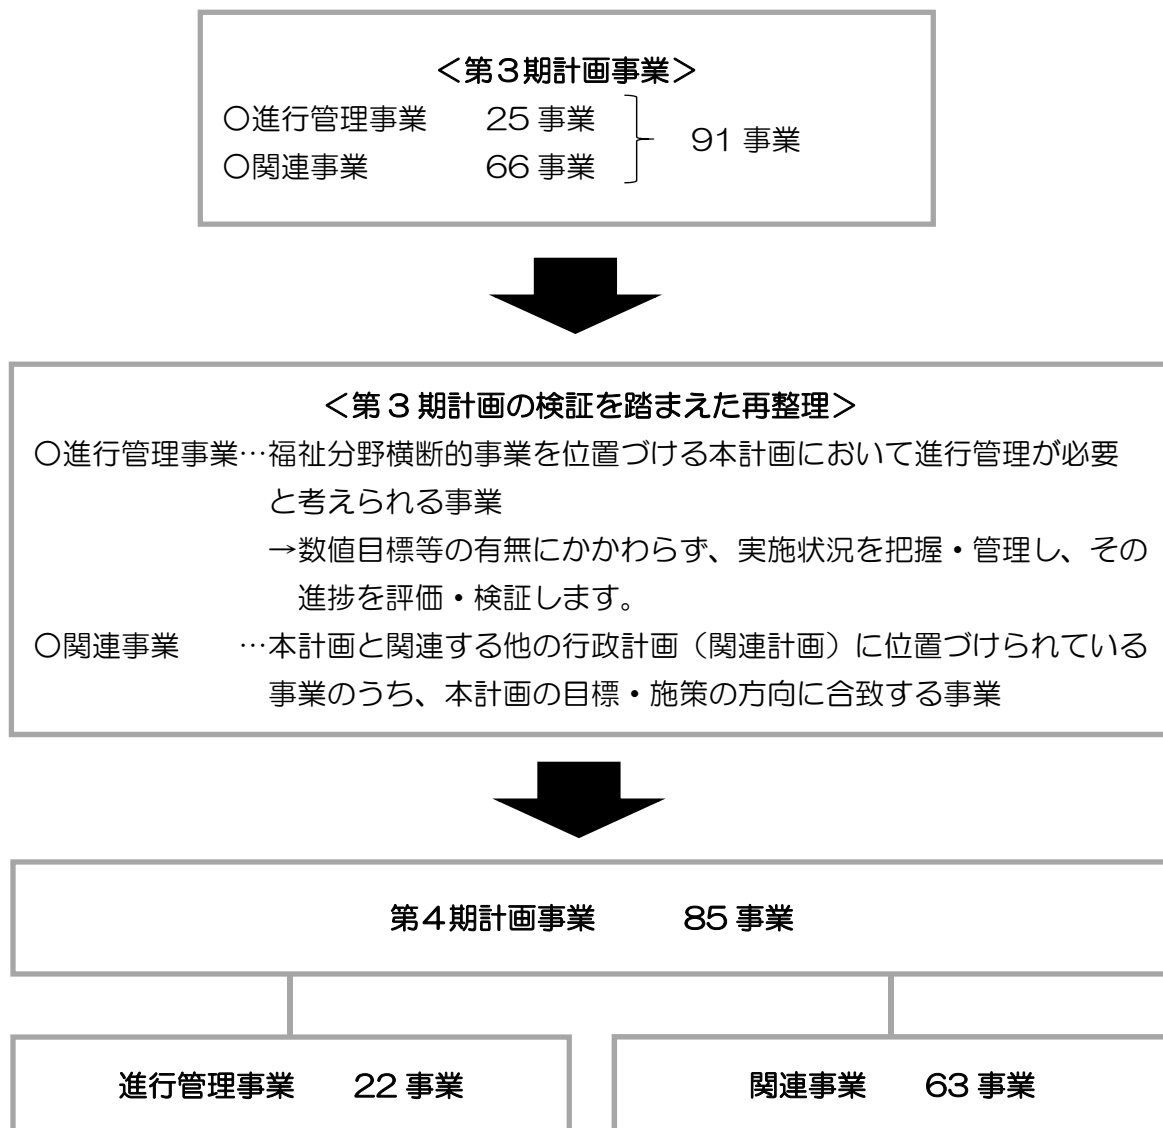 ＜第３期計画事業＞
○進行管理事業　　25 事業
○関連事業　　　　66 事業
91 事業
＜第 3 期計画の検証を踏まえた再整理＞
○進行管理事業…福祉分野横断的事業を位置づける本計画において進行管理が必要
と考えられる事業
→数値目標等の有無にかかわらず、実施状況を把握・管理し、その
進捗を評価・検証します。
○関連事業　　…本計画と関連する他の行政計画（関連計画）に位置づけられている
事業のうち、本計画の目標・施策の方向に合致する事業
第４期計画事業　　　85 事業
進行管理事業　　22 事業
関連事業　　63 事業